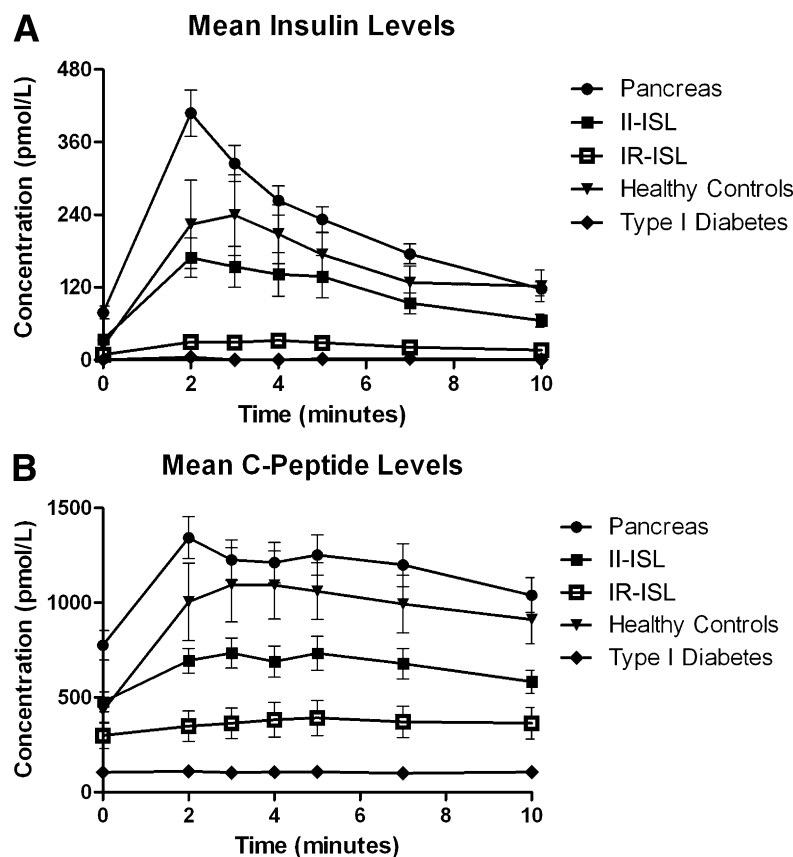 A
Mean Insulin Levels
Concentration (pmol/L)
480
360
240
120
0
0 2 4 6 8 10
Time (minutes)
Pancreas
II-ISL
IR-ISL
Healthy Controls
Type I Diabetes
B
Mean C-Peptide Levels
Concentration (pmol/L)
1500
1000
500
0
0 2 4 6 8 10
Time (minutes)
Pancreas
II-ISL
IR-ISL
Healthy Controls
Type I Diabetes